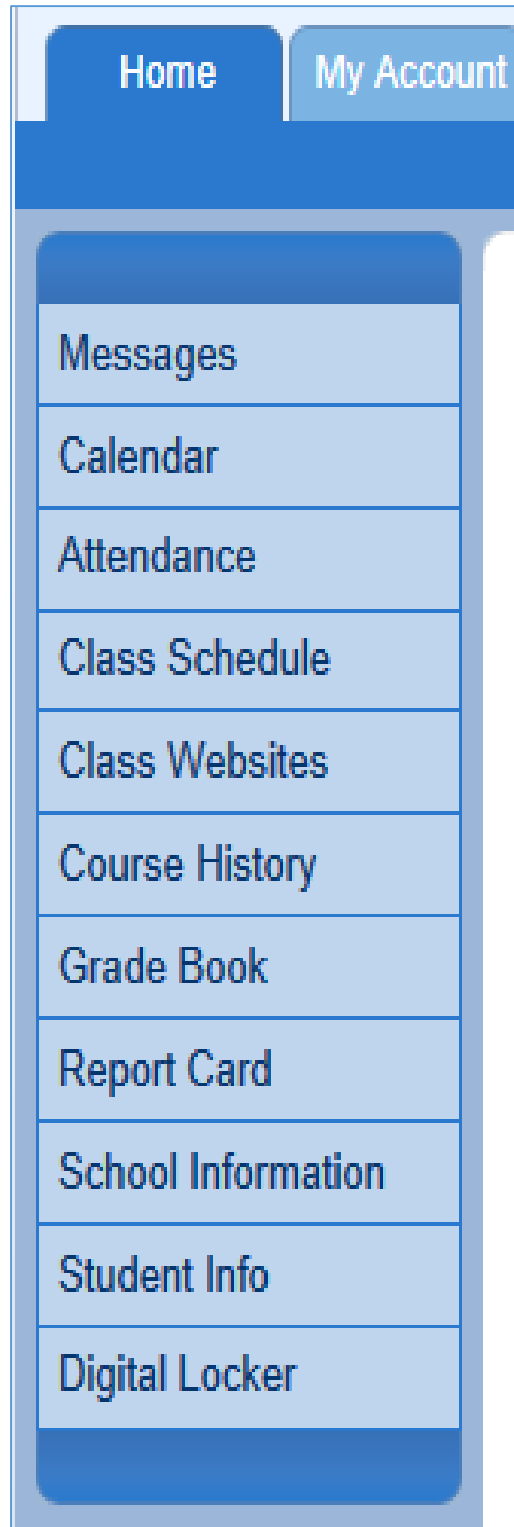 Home
My Account
Messages
Calendar
Attendance
Class Schedule
Class Websites
Course History
Grade Book
Report Card
School Information
Student Info
Digital Locker